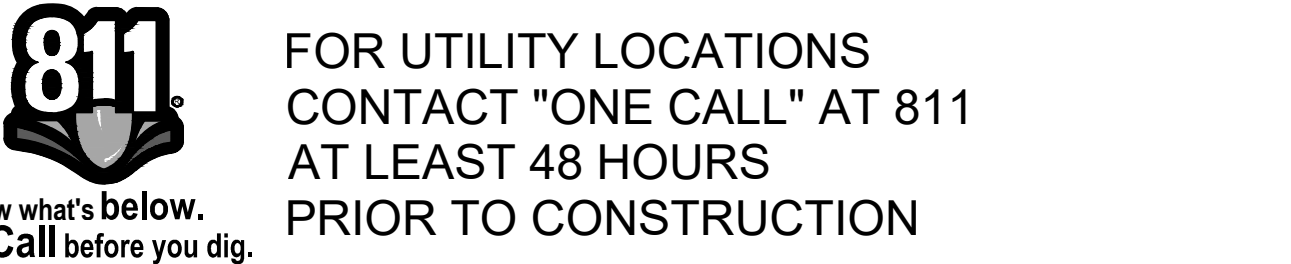 811®
w what's below.
Call before you dig.
FOR UTILITY LOCATIONS
CONTACT "ONE CALL" AT 811
AT LEAST 48 HOURS
PRIOR TO CONSTRUCTION